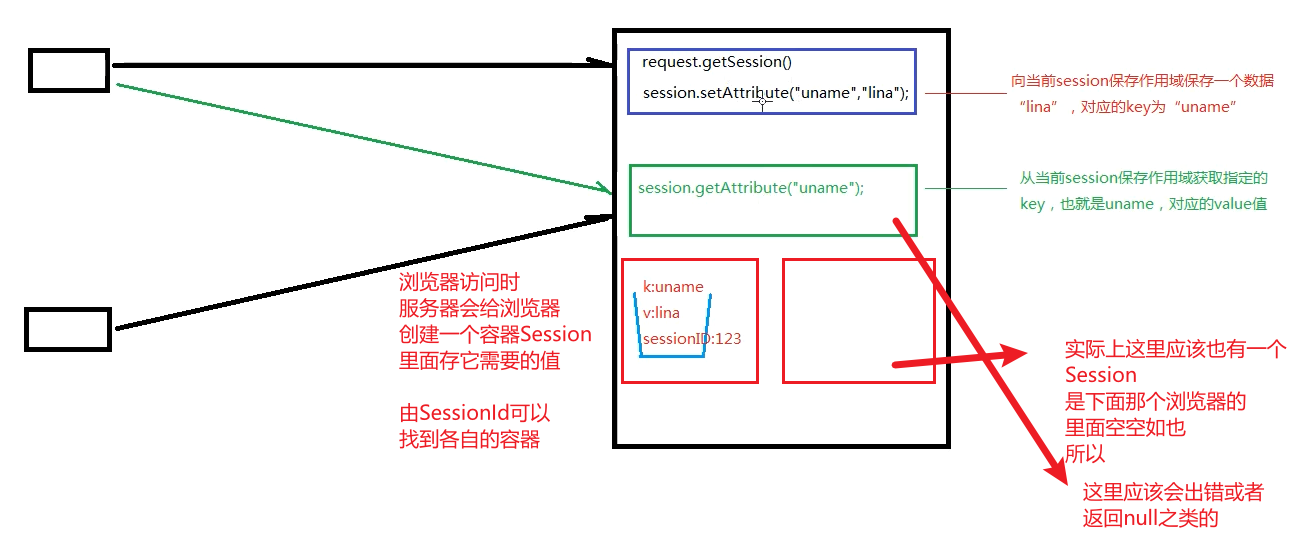 request.getSession()
session.setAttribute("uname","lina");
向当前session保存作用域保存一个数据
“lina”，对应的key为“uname”
session.getAttribute("uname");
从当前session保存作用域获取指定的
key，也就是uname，对应的value值
浏览器访问时
服务器会给浏览器
创建一个容器Session
里面存它需要的值
由SessionId可以
找到各自的容器
k:uname
v:lina
sessionID:123
实际上这里应该也有一个
Session
是下面那个浏览器的
里面空空如也
所以
这里应该会出错或者
返回null之类的